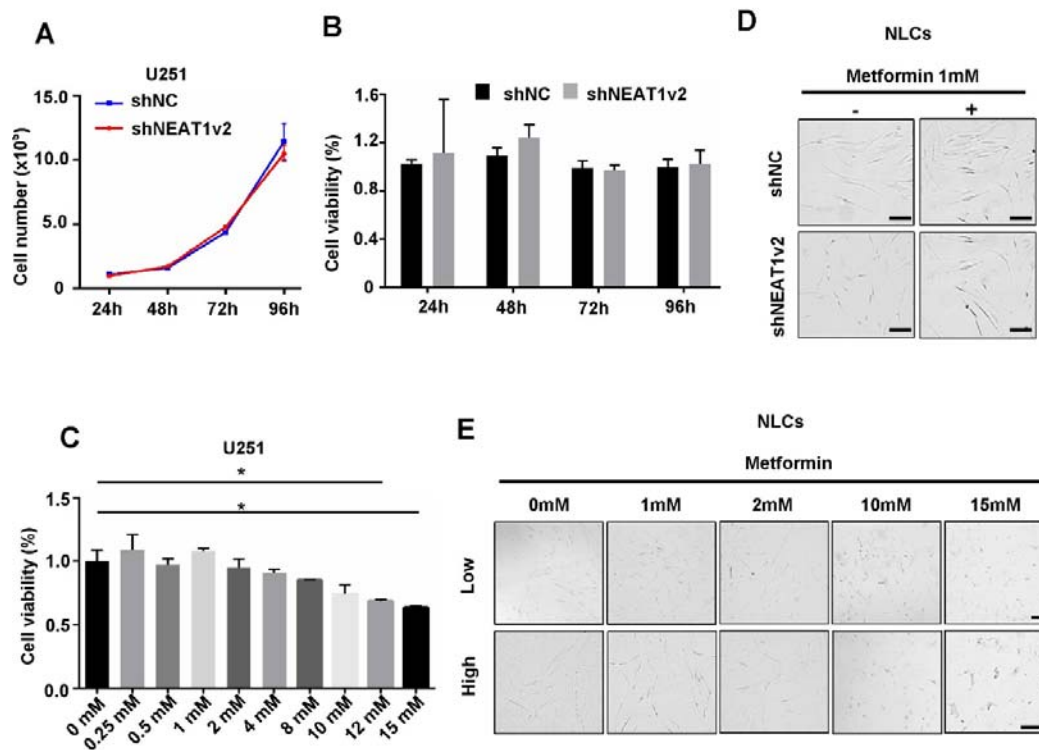 A
U251
shNC
shNEAT1v2
Cell number (x10⁵)
15.0
10.0
5.0
0
24h 48h 72h 96h
B
shNC shNEAT1v2
Cell viability (%)
1.6
1.2
0.8
0.4
0
24h 48h 72h 96h
D
NLCs
Metformin 1mM
- +
shNC
shNEAT1v2
C
U251
*
*
Cell viability (%)
1.5
1.0
0.5
0.0
0 mM 0.25 mM 0.5 mM 1 mM 2 mM 4 mM 8 mM 10 mM 12 mM 15 mM
E
NLCs
Metformin
0mM 1mM 2mM 10mM 15mM
Low
High